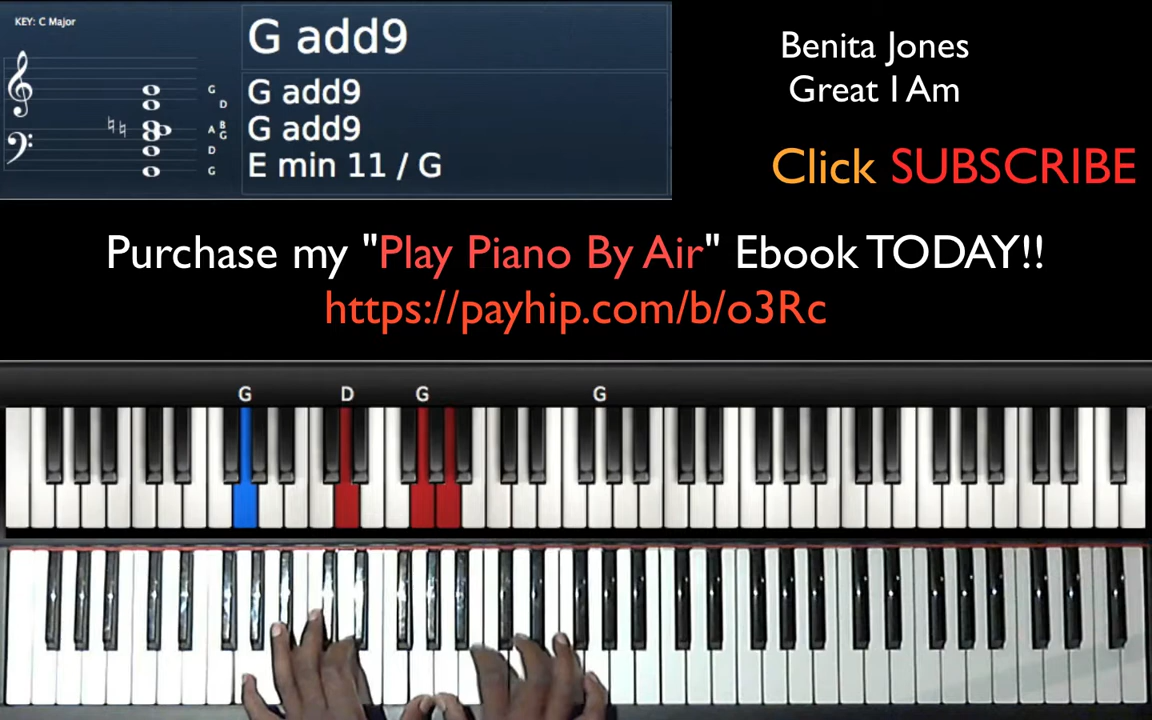 KEY: C Major
G add9
G add9
G add9
E min 11 / G
G
D
A B
G
D
G
Benita Jones
Great I Am
Click SUBSCRIBE
Purchase my "Play Piano By Air" Ebook TODAY!!
https://payhip.com/b/o3Rc
G D G G